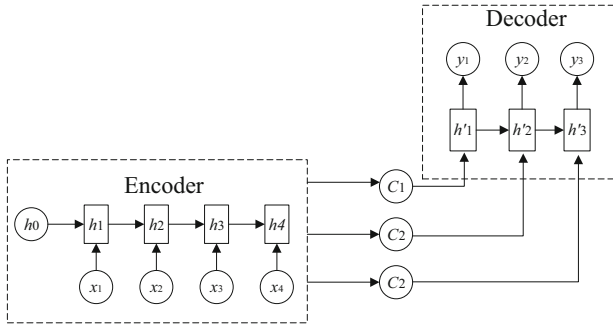 Decoder
y1 y2 y3
h'1 h'2 h'3
Encoder
C1
h0 h1 h2 h3 h4
C2
x1 x2 x3 x4
C2